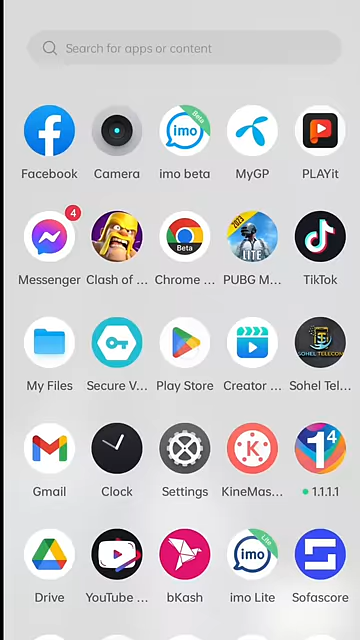 Search for apps or content
imo
Beta
Facebook
Camera
imo beta
MyGP
PLAYit
4
Beta
2023
LITE
Messenger
Clash of ...
Chrome ...
PUBG M...
TikTok
SOHEL TELECOM
My Files
Secure V...
Play Store
Creator ...
Sohel Tel...
K
1
4
Gmail
Clock
Settings
KineMas...
1.1.1.1
imo
Lite
Drive
YouTube ...
bKash
imo Lite
Sofascore